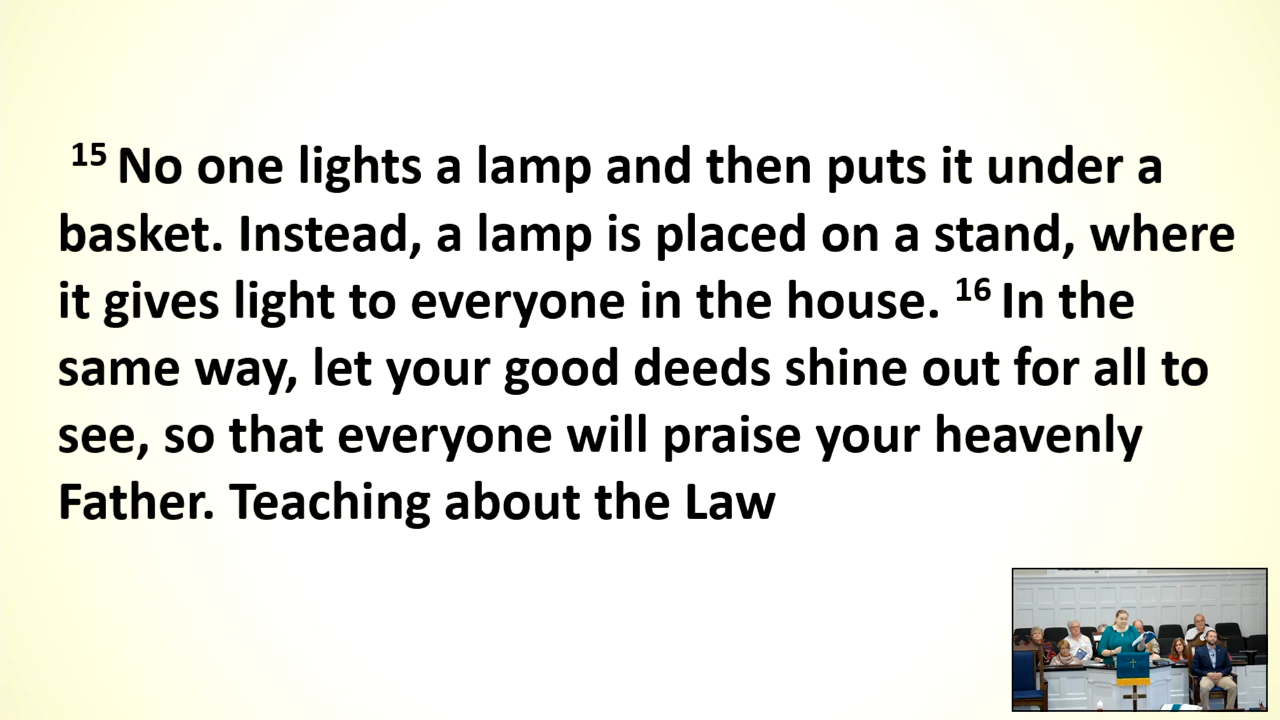 15 No one lights a lamp and then puts it under a
basket. Instead, a lamp is placed on a stand, where
it gives light to everyone in the house. 16 In the
same way, let your good deeds shine out for all to
see, so that everyone will praise your heavenly
Father. Teaching about the Law